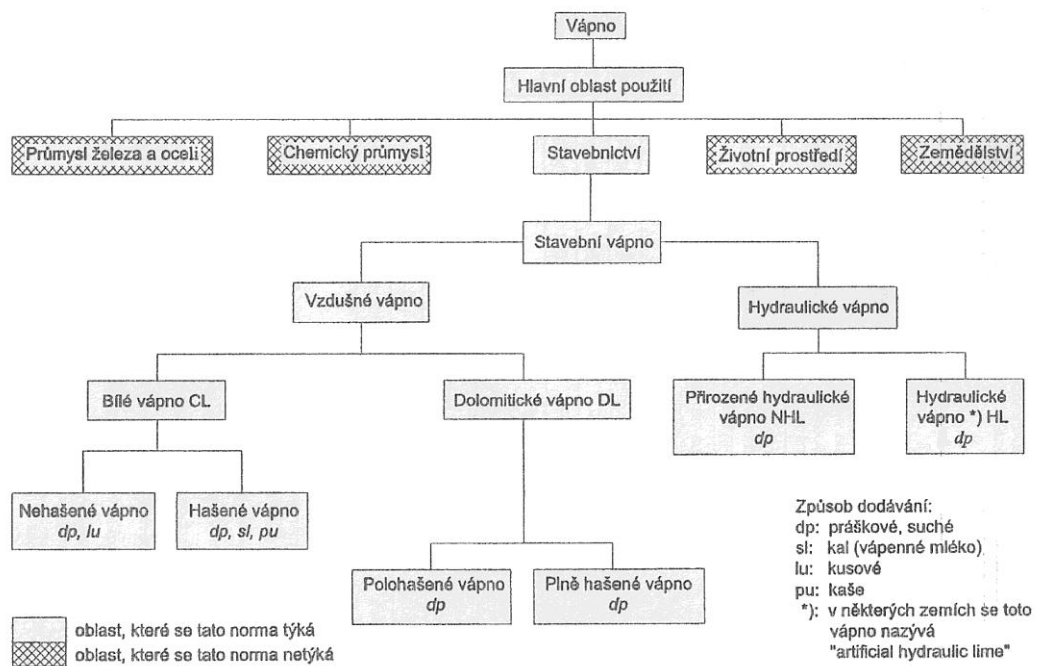 Vápno
Hlavní oblast použití
Průmysl železa a oceli
Chemický průmysl
Stavebnictví
Životní prostředí
Zemědělství
Stavební vápno
Vzdušné vápno
Hydraulické vápno
Bílé vápno CL
Dolomitické vápno DL
Přirozené hydraulické
vápno NHL
dp
Hydraulické
vápno *) HL
dp
Nehašené vápno
dp, lu
Hašené vápno
dp, sl, pu
Polohašené vápno
dp
Plně hašené vápno
dp
Způsob dodávání:
dp: práškové, suché
sl: kal (vápenné mléko)
lu: kusové
pu: kaše
*): v některých zemích se toto
vápno nazývá
"artificial hydraulic lime"
oblast, které se tato norma týká
oblast, které se tato norma netýká